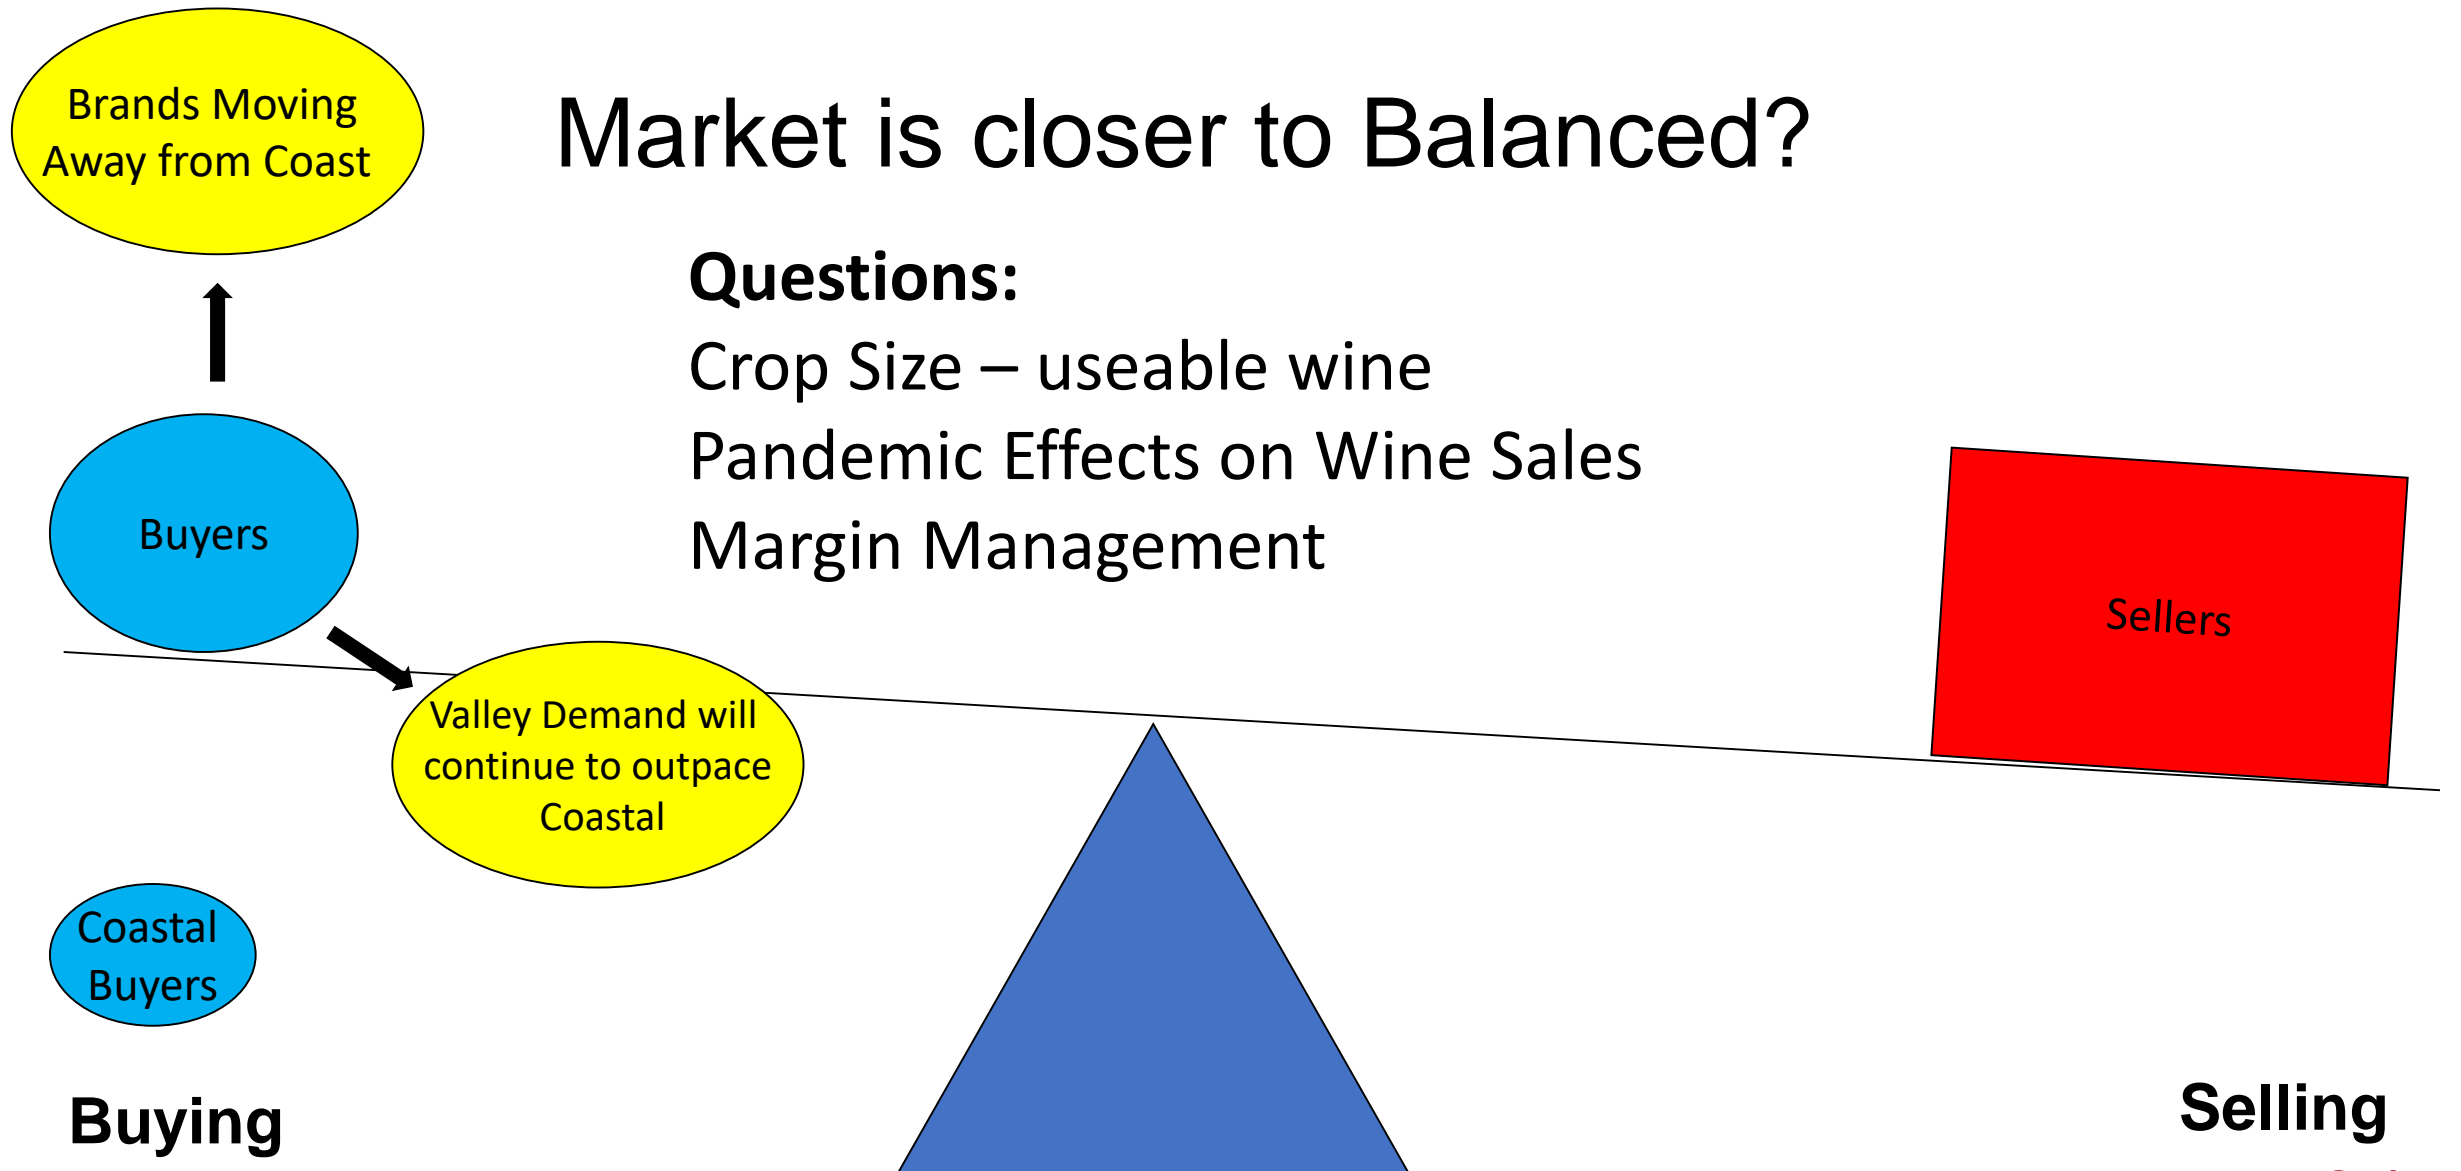 Brands Moving
Away from Coast
Market is closer to Balanced?
Questions:
Crop Size – useable wine
Pandemic Effects on Wine Sales
Margin Management
Buyers
Sellers
Valley Demand will
continue to outpace
Coastal
Coastal
Buyers
Buying
Selling